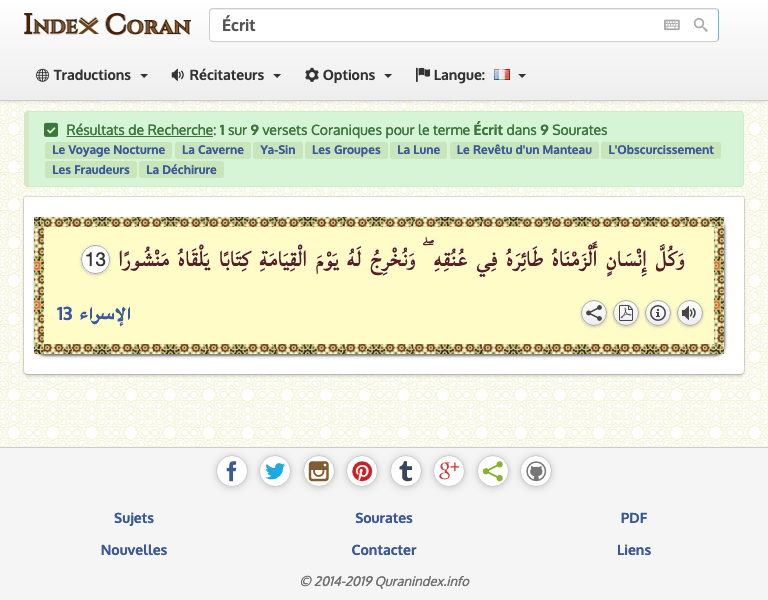 Index Coran
Écrit
Traductions Récitateurs Options Langue:
Résultats de Recherche: 1 sur 9 versets Coraniques pour le terme Écrit dans 9 Sourates
Le Voyage Nocturne La Caverne Ya-Sin Les Groupes La Lune Le Revêtu d'un Manteau L'Obscurcissement
Les Fraudeurs La Déchirure
وَكُلَّ إِنْسَانٍ أَلْزَمْنَاهُ طَائِرَهُ فِي عُنُقِهِ ۖ وَنُخْرِجُ لَهُ يَوْمَ الْقِيَامَةِ كِتَابًا يَلْقَاهُ مَنْشُورًا 13
الإسراء 13
Sujets Sourates PDF
Nouvelles Contacter Liens
© 2014-2019 Quranindex.info